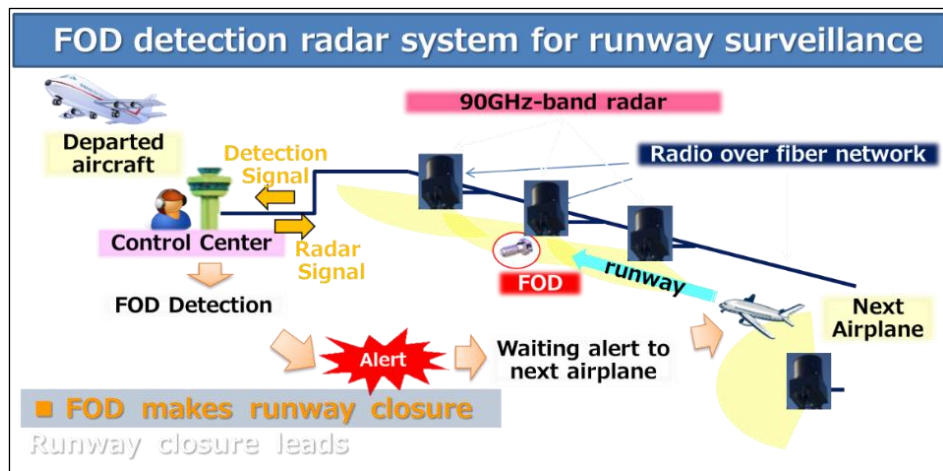 FOD detection radar system for runway surveillance
90GHz-band radar
Departed
aircraft
Detection
Signal
Radio over fiber network
Control Center
Radar
Signal
FOD
runway
FOD Detection
Next
Airplane
Alert
Waiting alert to
next airplane
■ FOD makes runway closure
Runway closure leads